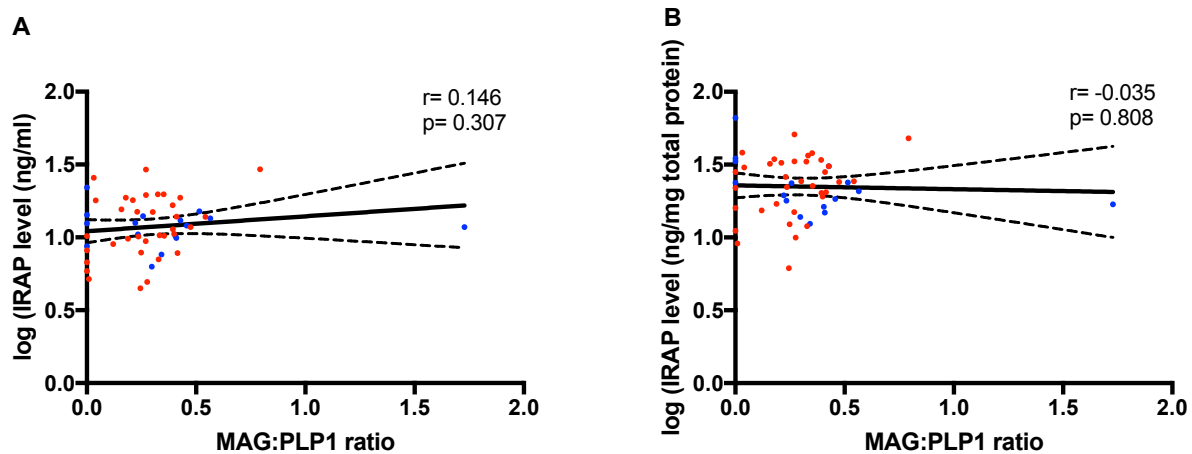 A
r= 0.146
p= 0.307
log (IRAP level (ng/ml)
2.0
1.5
1.0
0.5
0.0
0.0 0.5 1.0 1.5 2.0
MAG:PLP1 ratio
B
r= -0.035
p= 0.808
log (IRAP level (ng/mg total protein)
2.0
1.5
1.0
0.5
0.0
0.0 0.5 1.0 1.5 2.0
MAG:PLP1 ratio